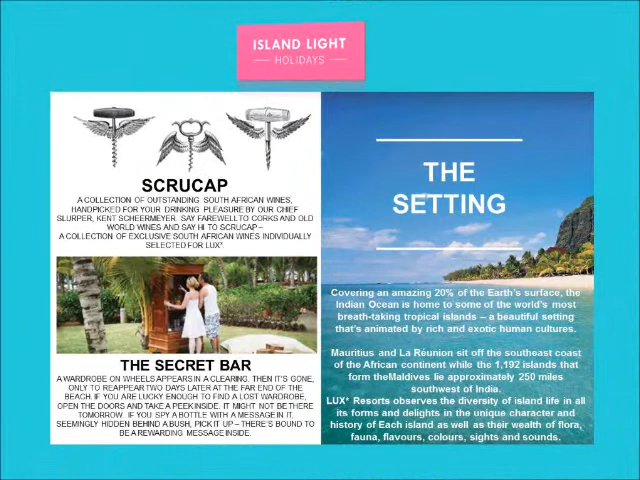 ISLAND LIGHT
HOLIDAYS
SCRUCAP
A COLLECTION OF OUTSTANDING SOUTH AFRICAN WINES,
HANDPICKED FOR YOUR DRINKING PLEASURE BY OUR CHIEF
SLURPER, KENT SCHEERMEYER. SAY FAREWELL TO CORKS AND OLD
WORLD WINES AND SAY HI TO SCRUCAP –
A COLLECTION OF EXCLUSIVE SOUTH AFRICAN WINES INDIVIDUALLY
SELECTED FOR LUX*.
THE SECRET BAR
A WARDROBE ON WHEELS APPEARS IN A CLEARING. THEN IT'S GONE,
ONLY TO REAPPEAR TWO DAYS LATER AT THE FAR END OF THE
BEACH. IF YOU ARE LUCKY ENOUGH TO FIND A LOST WARDROBE,
OPEN THE DOORS AND TAKE A PEEK INSIDE. IT MIGHT NOT BE THERE
TOMORROW. IF YOU SPY A BOTTLE WITH A MESSAGE IN IT,
SEEMINGLY HIDDEN BEHIND A BUSH, PICK IT UP – THERE'S BOUND TO
BE A REWARDING MESSAGE INSIDE.
THE
SETTING
Covering an amazing 20% of the Earth's surface, the
Indian Ocean is home to some of the world's most
breath-taking tropical islands – a beautiful setting
that's animated by rich and exotic human cultures.
Mauritius and La Réunion sit off the southeast coast
of the African continent while the 1,192 islands that
form theMaldives lie approximately 250 miles
southwest of India.
LUX* Resorts observes the diversity of island life in all
its forms and delights in the unique character and
history of Each island as well as their wealth of flora,
fauna, flavours, colours, sights and sounds.